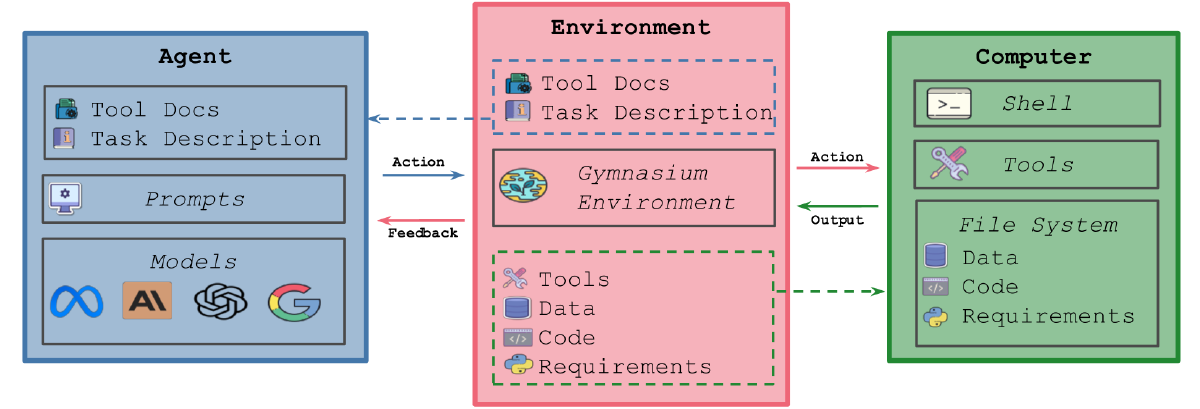 Agent
Tool Docs
Task Description
Prompts
Models
Action
Feedback
Environment
Tool Docs
Task Description
Gymnasium
Environment
Tools
Data
Code
Requirements
Action
Output
Computer
>_
Shell
Tools
File System
Data
Code
Requirements